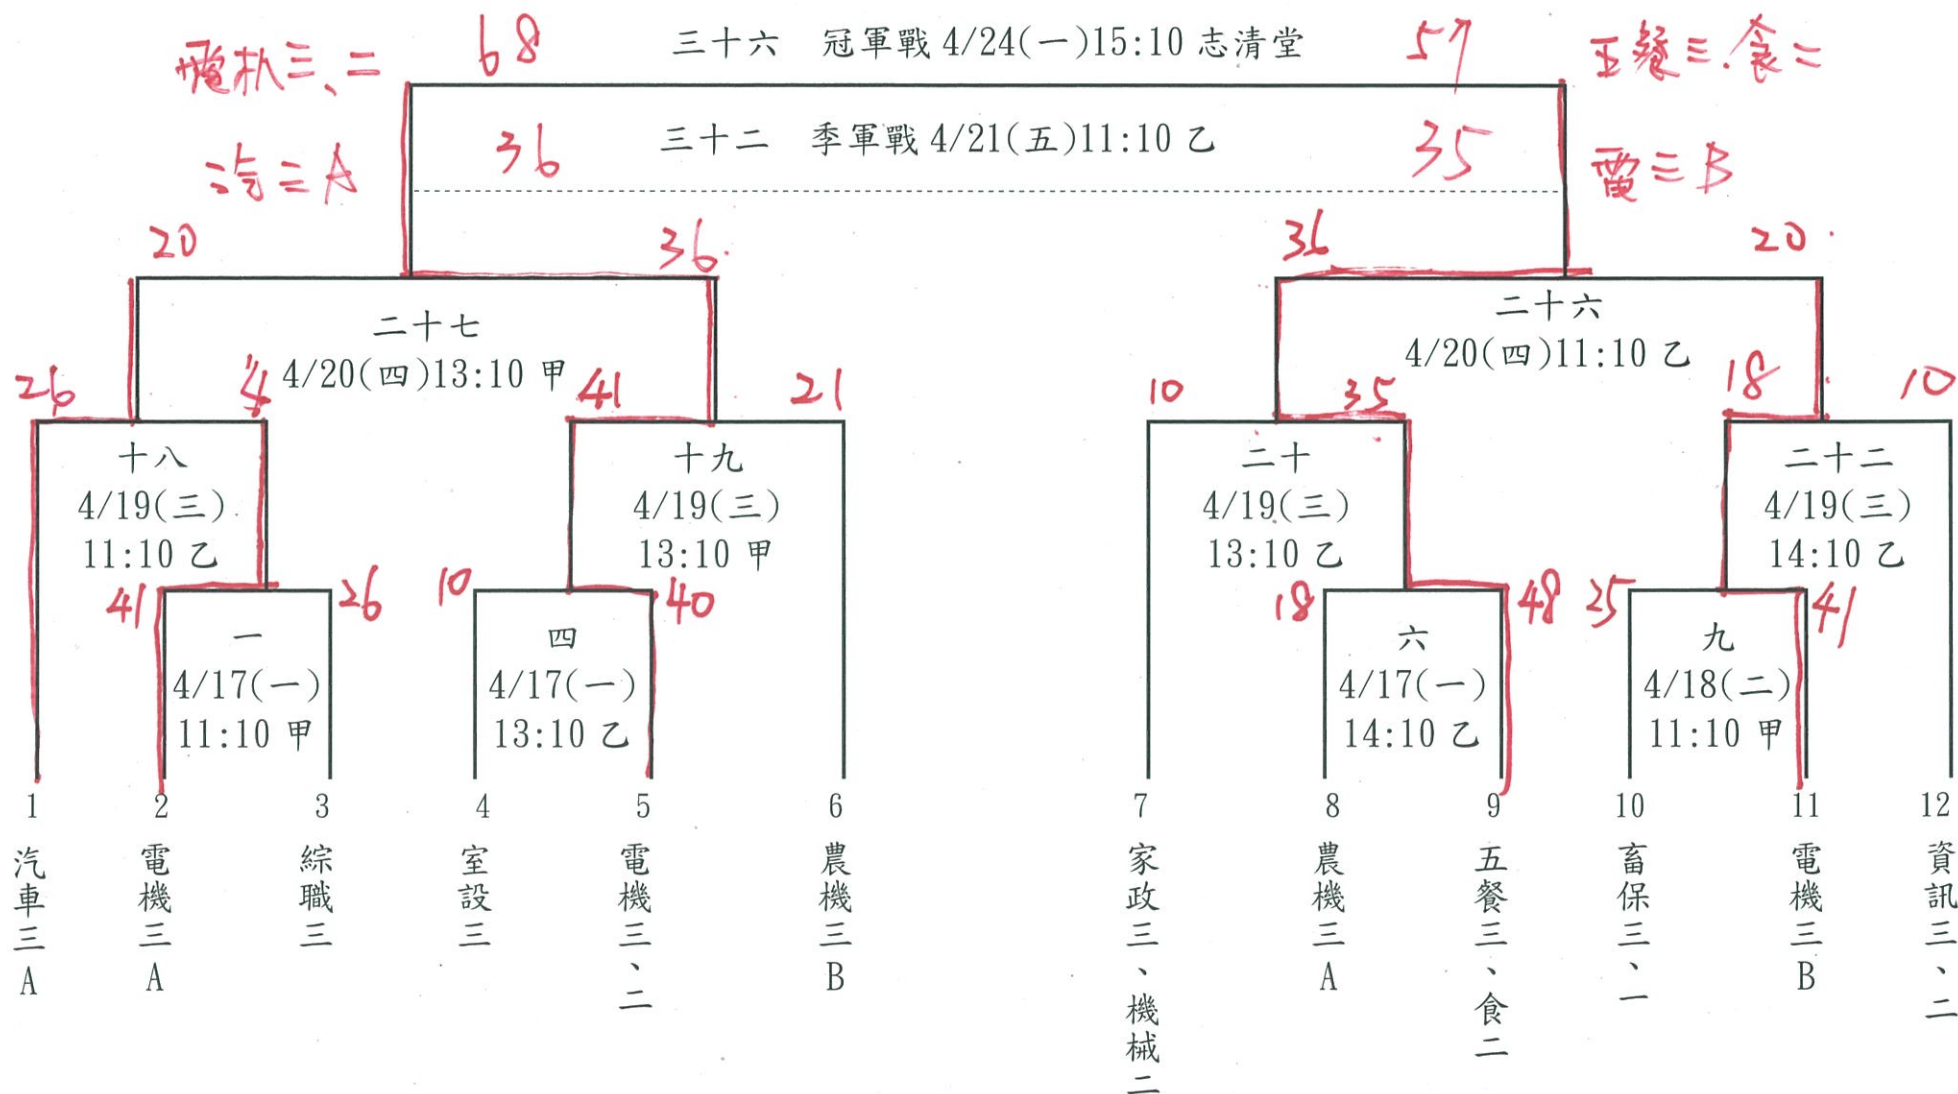 電机三、二 68 三十六 冠軍戰 4/24(一)15:10 志清堂 57 五餐三.食二
汽三A 36 三十二 季軍戰 4/21(五)11:10 乙 35 電三B
20 36 36 20
二十七 二十六
4/20(四)13:10 甲 4/20(四)11:10 乙
26 41 21 10 35 18 10
十八 十九 二十 二十二
4/19(三) 4/19(三) 4/19(三) 4/19(三)
11:10 乙 13:10 甲 13:10 乙 14:10 乙
41 26 10 40 18 48 25 41
一 四 六 九
4/17(一) 4/17(一) 4/17(一) 4/18(二)
11:10 甲 13:10 乙 14:10 乙 11:10 甲
1 2 3 4 5 6 7 8 9 10 11 12
汽車三A
電機三A
綜職三
室設三
電機三、二
農機三B
家政三、機械二
農機三A
五餐三、食二
畜保三、一
電機三B
資訊三、二